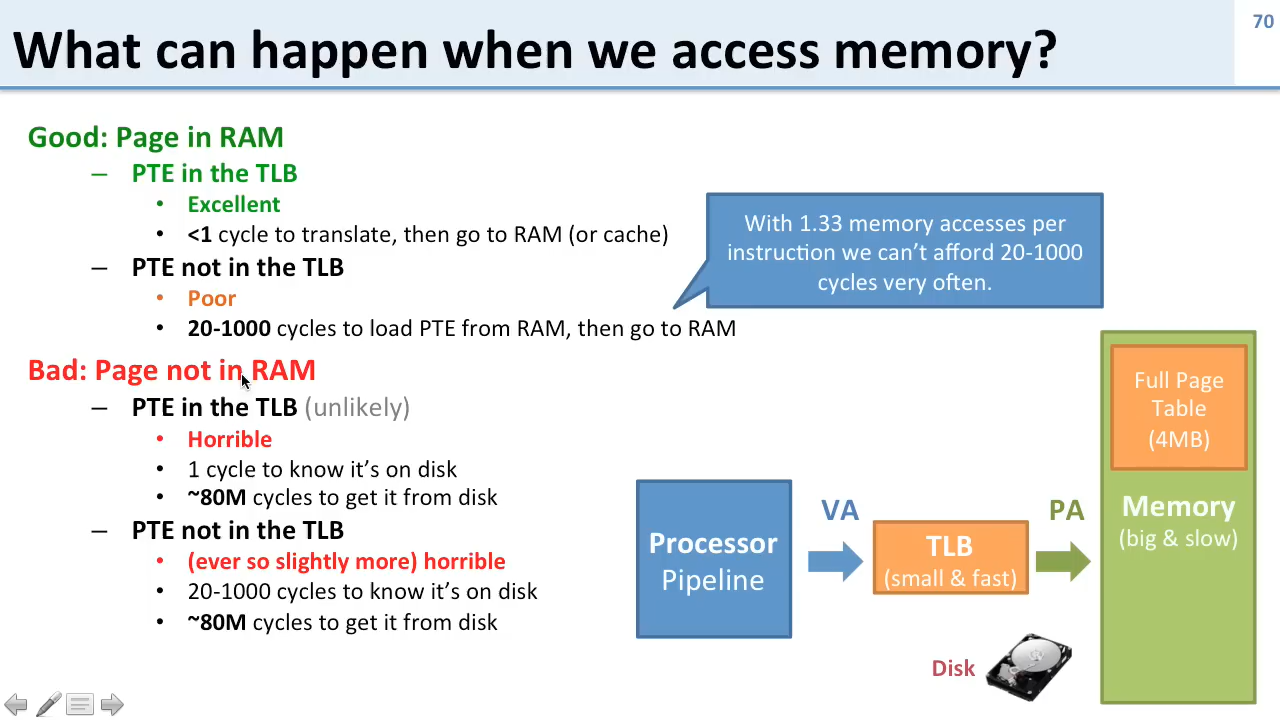 70
What can happen when we access memory?
Good: Page in RAM
– PTE in the TLB
• Excellent
• <1 cycle to translate, then go to RAM (or cache)
– PTE not in the TLB
• Poor
• 20-1000 cycles to load PTE from RAM, then go to RAM
With 1.33 memory accesses per
instruction we can't afford 20-1000
cycles very often.
Bad: Page not in RAM
– PTE in the TLB (unlikely)
• Horrible
• 1 cycle to know it's on disk
• ~80M cycles to get it from disk
– PTE not in the TLB
• (ever so slightly more) horrible
• 20-1000 cycles to know it's on disk
• ~80M cycles to get it from disk
Processor
Pipeline
VA
TLB
(small & fast)
PA
Full Page
Table
(4MB)
Memory
(big & slow)
Disk